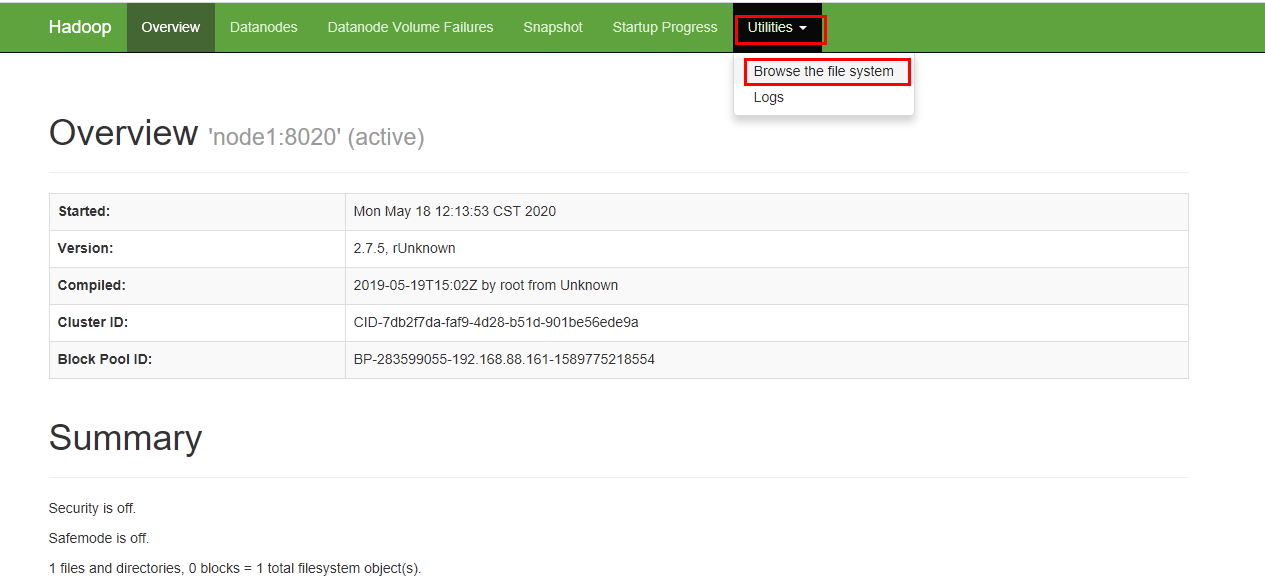 Hadoop Overview Datanodes Datanode Volume Failures Snapshot Startup Progress Utilities
Browse the file system
Logs
Overview 'node1:8020' (active)
Started: Mon May 18 12:13:53 CST 2020
Version: 2.7.5, rUnknown
Compiled: 2019-05-19T15:02Z by root from Unknown
Cluster ID: CID-7db2f7da-faf9-4d28-b51d-901be56ede9a
Block Pool ID: BP-283599055-192.168.88.161-1589775218554
Summary
Security is off.
Safemode is off.
1 files and directories, 0 blocks = 1 total filesystem object(s).